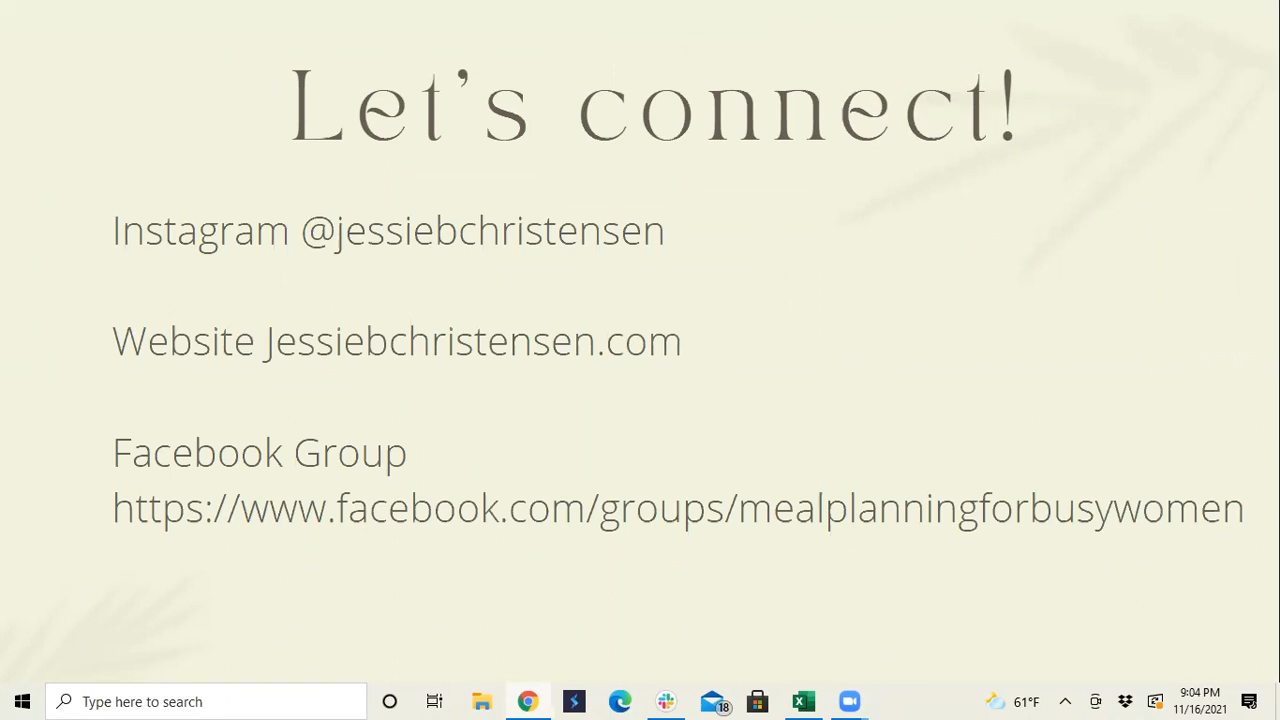 Let's connect!
Instagram @jessiebchristensen
Website Jessiebchristensen.com
Facebook Group
https://www.facebook.com/groups/mealplanningforbusywomen
Type here to search
18
61°F
9:04 PM
11/16/2021